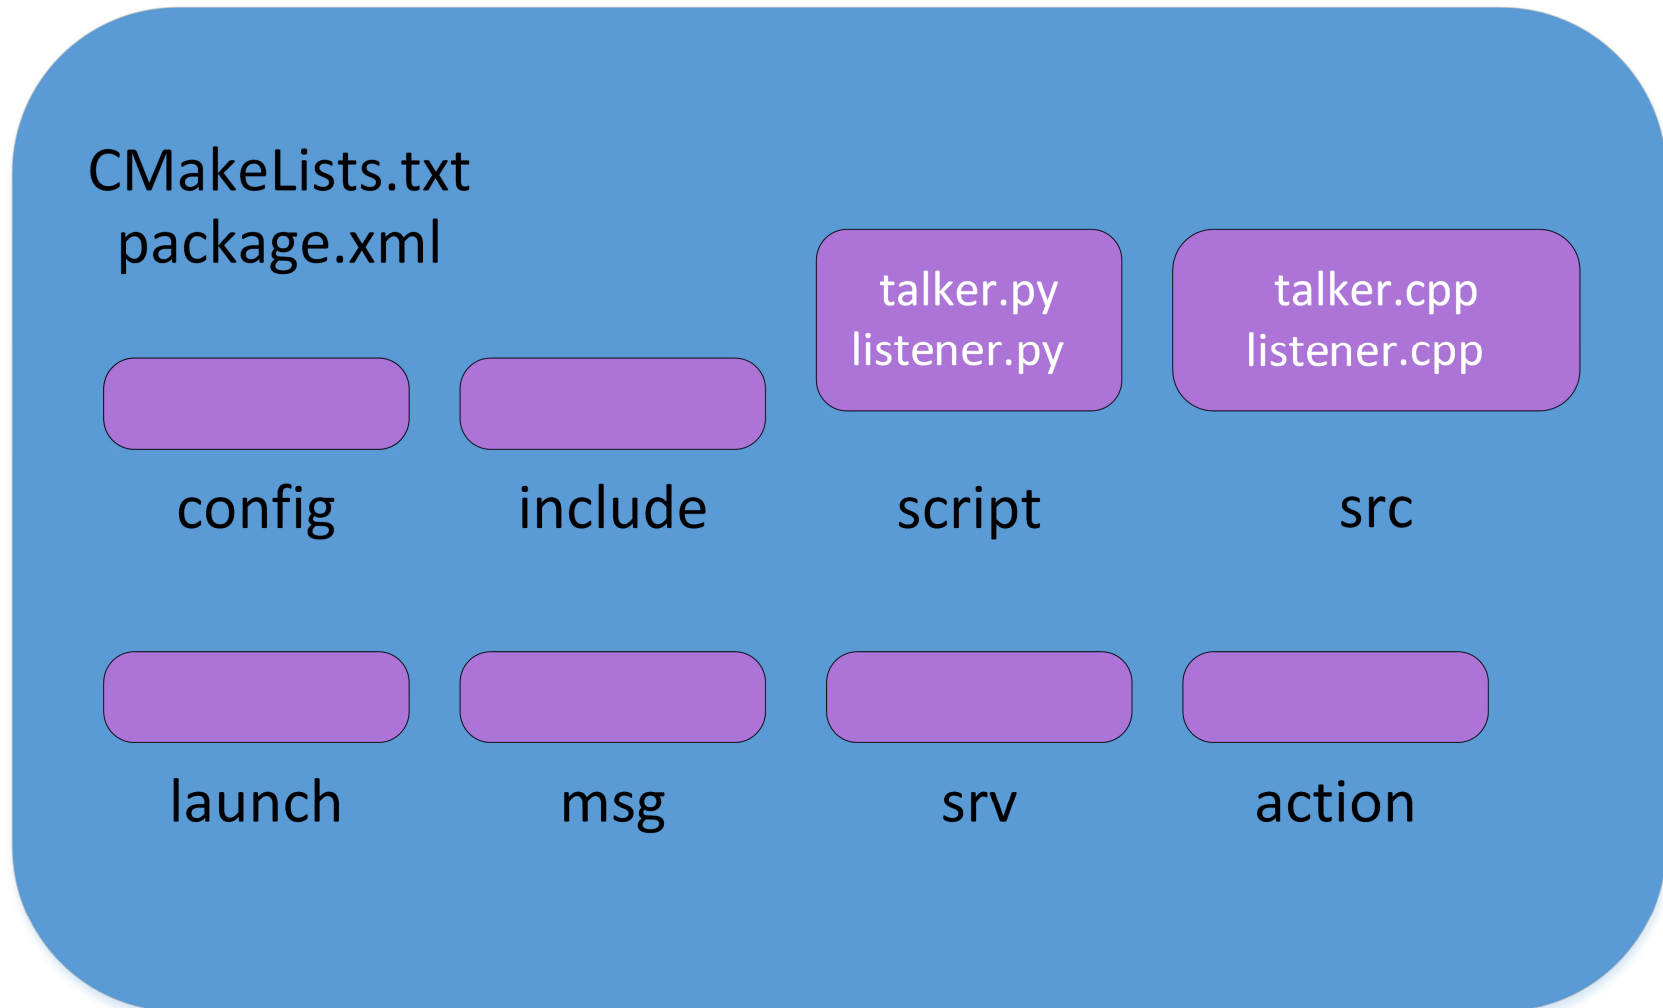 CMakeLists.txt
package.xml
talker.py
listener.py
talker.cpp
listener.cpp
config
include
script
src
launch
msg
srv
action